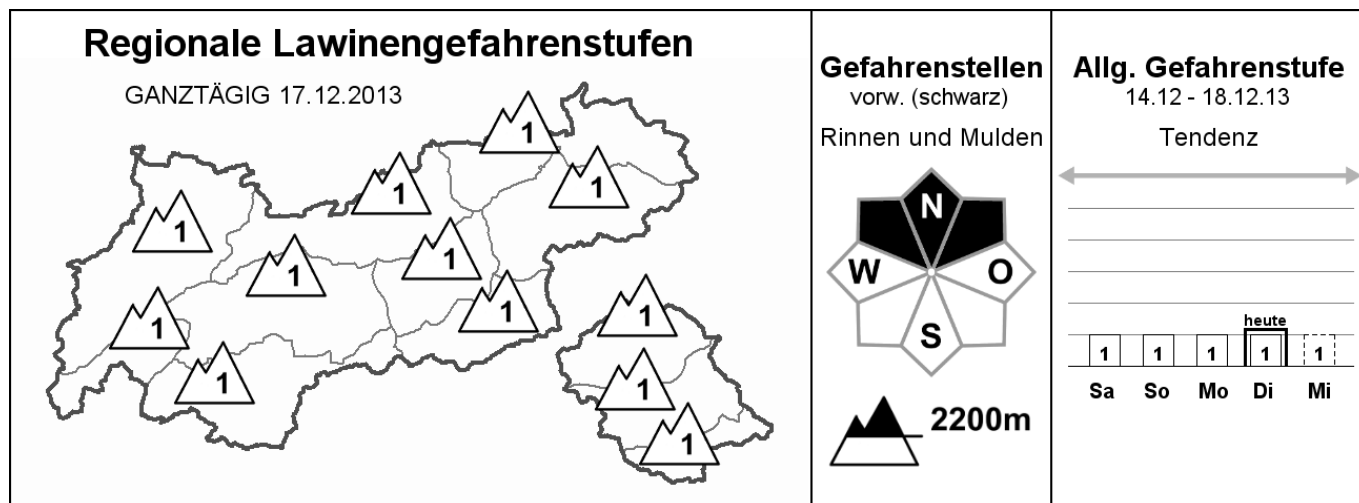 Regionale Lawinengefahrenstufen
GANZTÄGIG 17.12.2013
1
1
1
1
1
1
1
1
1
1
1
1
1
Gefahrenstellen
vorw. (schwarz)
Rinnen und Mulden
N
W O
S
2200m
Allg. Gefahrenstufe
14.12 - 18.12.13
Tendenz
heute
1 1 1 1 1
Sa So Mo Di Mi